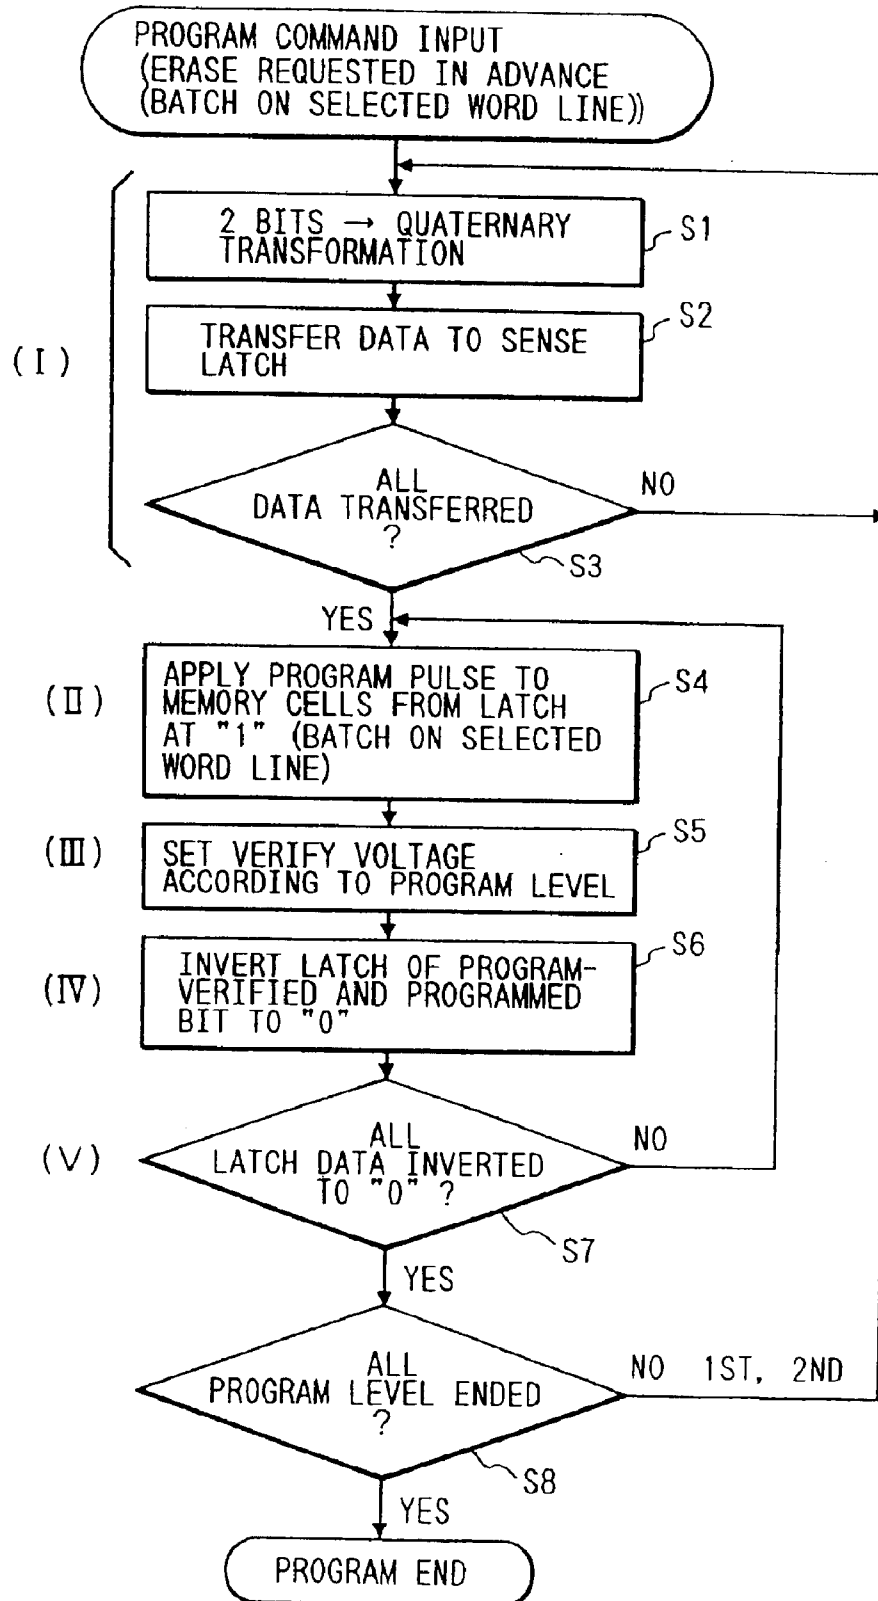 PROGRAM COMMAND INPUT
(ERASE REQUESTED IN ADVANCE
(BATCH ON SELECTED WORD LINE))
(I)
2 BITS → QUATERNARY
TRANSFORMATION
S1
TRANSFER DATA TO SENSE
LATCH
S2
ALL
DATA TRANSFERRED
?
NO
S3
YES
(II)
APPLY PROGRAM PULSE TO
MEMORY CELLS FROM LATCH
AT "1" (BATCH ON SELECTED
WORD LINE)
S4
(III)
SET VERIFY VOLTAGE
ACCORDING TO PROGRAM LEVEL
S5
(IV)
INVERT LATCH OF PROGRAM-
VERIFIED AND PROGRAMMED
BIT TO "0"
S6
(V)
ALL
LATCH DATA INVERTED
TO "0" ?
NO
S7
YES
ALL
PROGRAM LEVEL ENDED
?
NO 1ST, 2ND
S8
YES
PROGRAM END